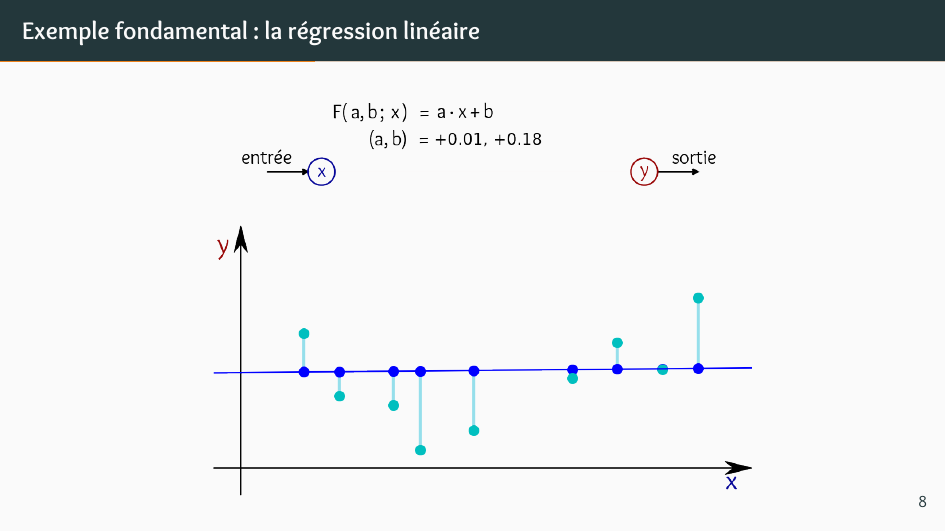 Exemple fondamental : la régression linéaire
F(a,b; x) = a·x+b
(a,b) = +0.01, +0.18
entrée
x
y
sortie
y
x
8